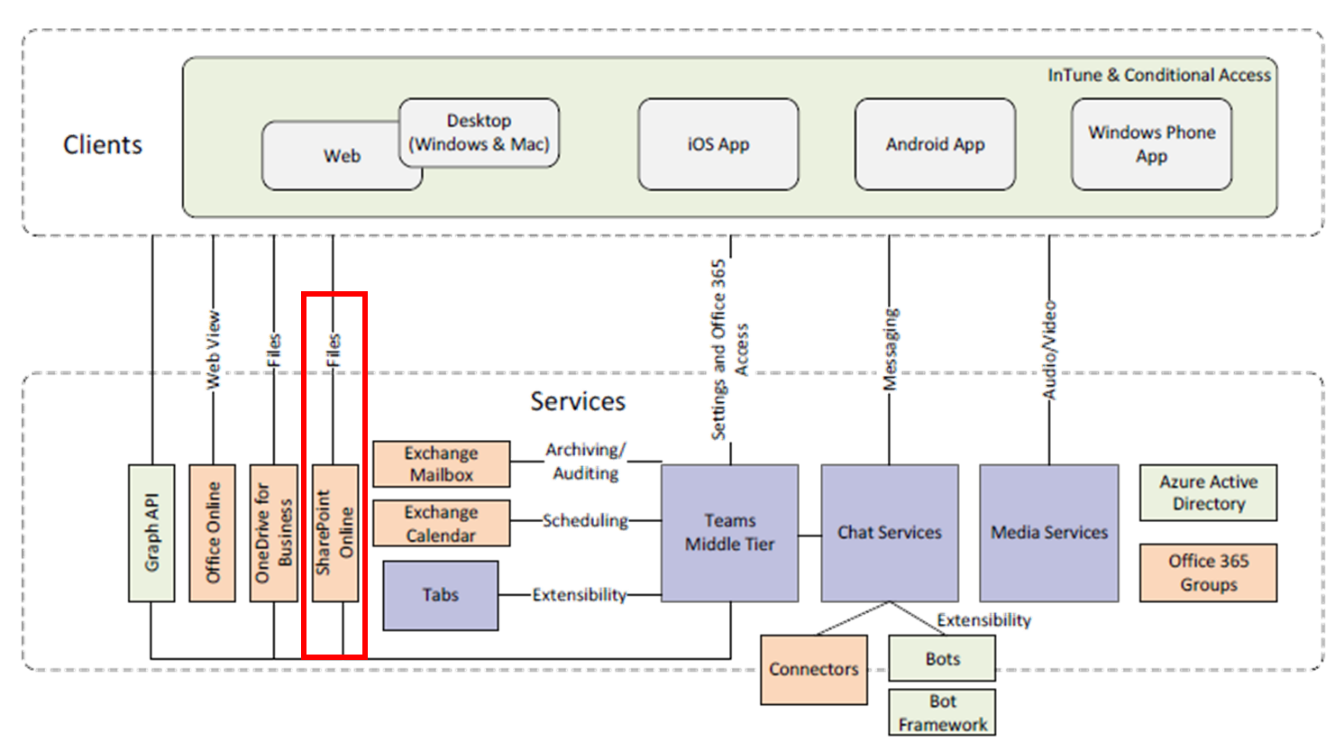 InTune & Conditional Access
Clients
Web
Desktop
(Windows & Mac)
iOS App
Android App
Windows Phone
App
Web View
Files
Files
Settings and Office 365
Access
Messaging
Audio/Video
Services
Graph API
Office Online
OneDrive for
Business
SharePoint
Online
Exchange
Mailbox
Archiving/
Auditing
Exchange
Calendar
Scheduling
Tabs
Extensibility
Teams
Middle Tier
Chat Services
Media Services
Azure Active
Directory
Office 365
Groups
Extensibility
Connectors
Bots
Bot
Framework